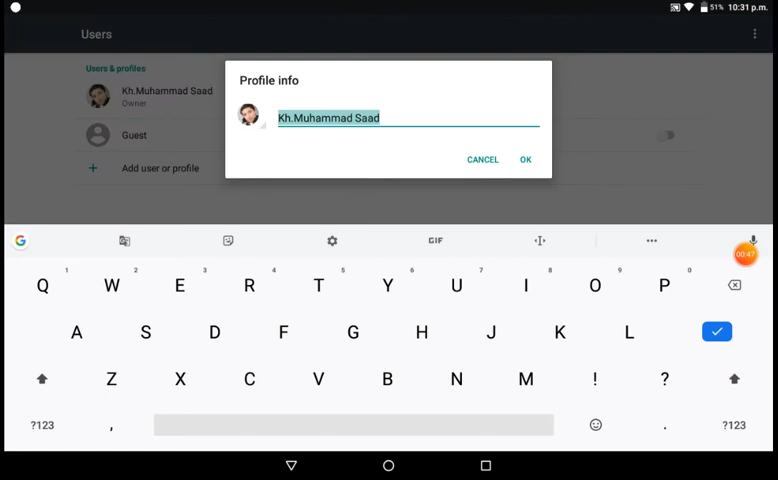 51% 10:31 p.m.
Users
Users & profiles
Kh.Muhammad Saad
Owner
Guest
Add user or profile
Profile info
Kh.Muhammad Saad
CANCEL OK
G GIF
00:47
1 2 3 4 5 6 7 8 9 0
Q W E R T Y U I O P
A S D F G H J K L
Z X C V B N M ! ?
?123 , . ?123